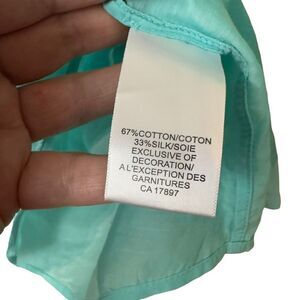 67%COTTON/COTON
33%SILK/SOIE
EXCLUSIVE OF
DECORATION/
A L'EXCEPTION DES
GARNITURES
CA 17897